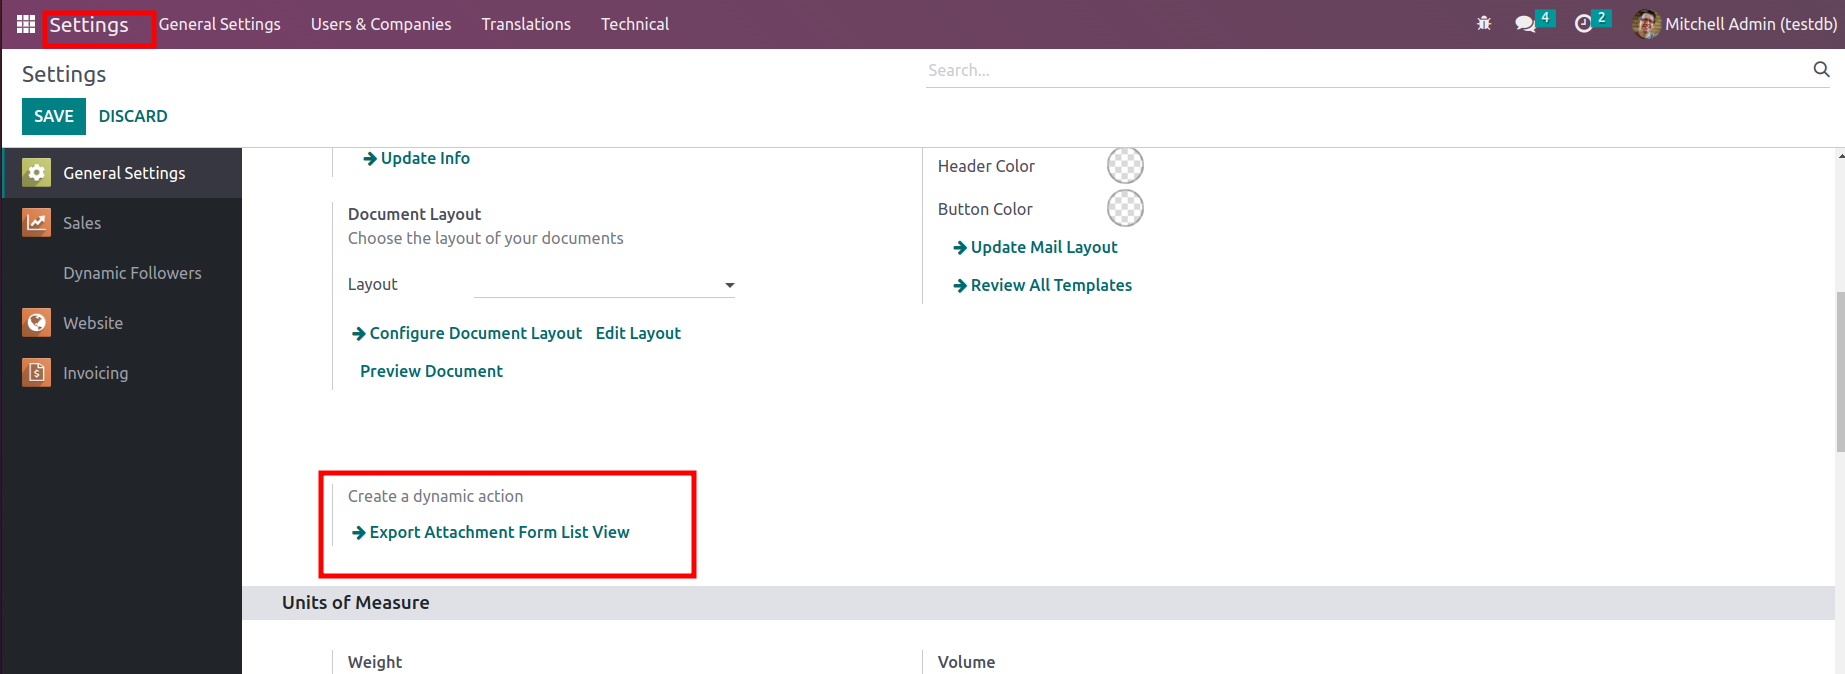 Settings General Settings Users & Companies Translations Technical 4 2 Mitchell Admin (testdb)
Settings Search...
SAVE DISCARD
General Settings
Sales
Dynamic Followers
Website
Invoicing
Update Info
Document Layout
Choose the layout of your documents
Layout
Configure Document Layout Edit Layout
Preview Document
Header Color
Button Color
Update Mail Layout
Review All Templates
Create a dynamic action
Export Attachment Form List View
Units of Measure
Weight Volume